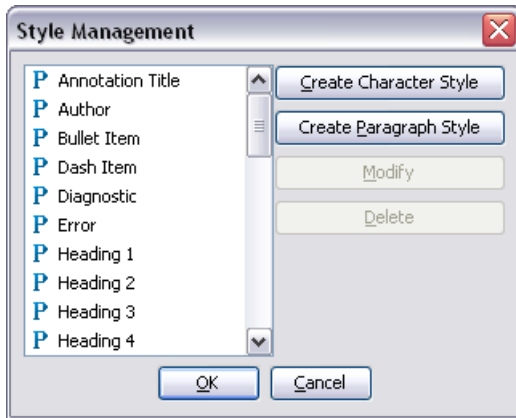 Style Management
P Annotation Title
P Author
P Bullet Item
P Dash Item
P Diagnostic
P Error
P Heading 1
P Heading 2
P Heading 3
P Heading 4
Create Character Style
Create Paragraph Style
Modify
Delete
OK
Cancel